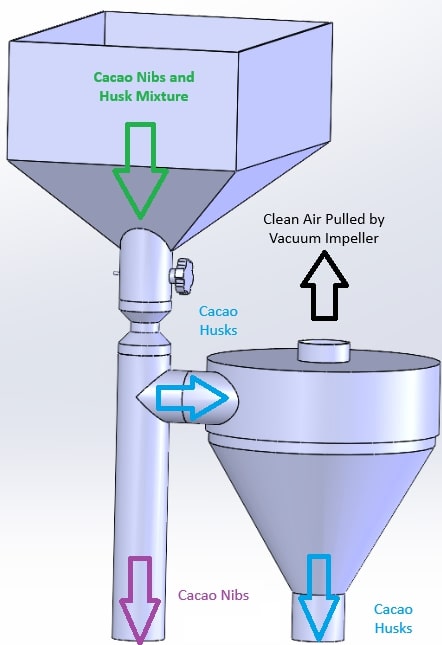 Cacao Nibs and
Husk Mixture
Clean Air Pulled by
Vacuum Impeller
Cacao
Husks
Cacao Nibs
Cacao
Husks